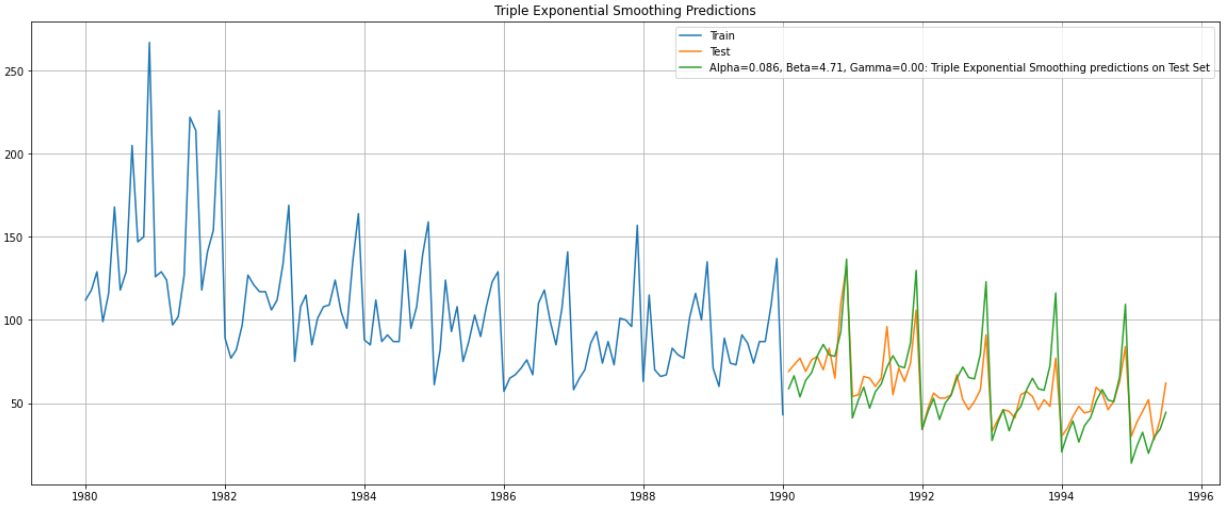 Triple Exponential Smoothing Predictions
Train
Test
Alpha=0.086, Beta=4.71, Gamma=0.00: Triple Exponential Smoothing predictions on Test Set
250
200
150
100
50
1980 1982 1984 1986 1988 1990 1992 1994 1996